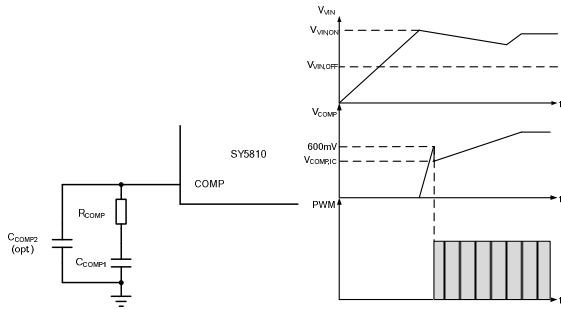 SY5810
COMP
R_COMP
C_COMP2
(opt)
C_COMP1
V_VIN
V_VIN,ON
V_VIN,OFF
t
V_COMP
600mV
V_COMP,IC
t
PWM
t